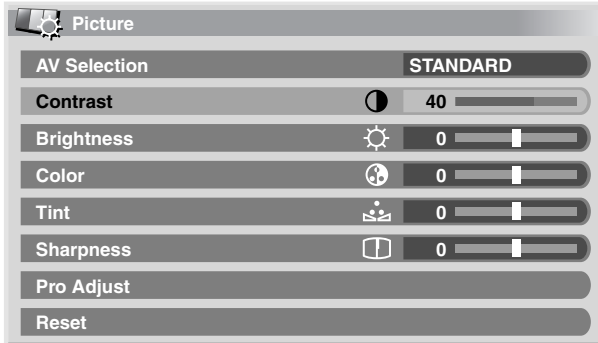 Picture
AV Selection STANDARD
Contrast 40
Brightness 0
Color 0
Tint 0
Sharpness 0
Pro Adjust
Reset